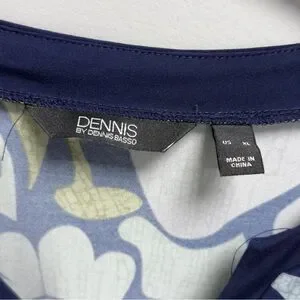 DENNIS
BY DENNIS BASSO
US XL
MADE IN
CHINA